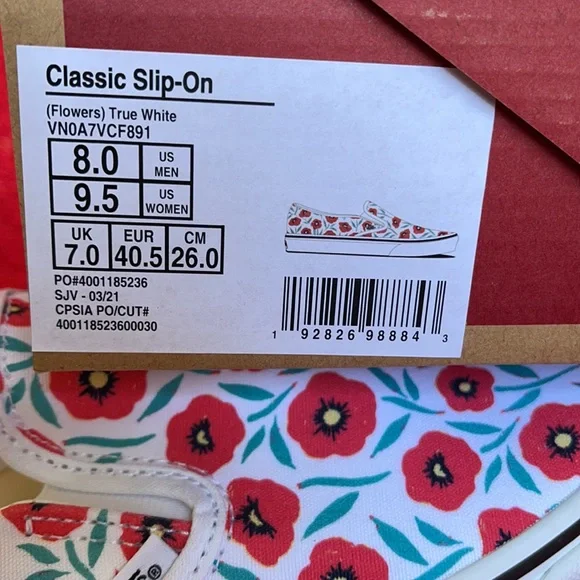 Classic Slip-On
(Flowers) True White
VN0A7VCF891
8.0 US MEN
9.5 US WOMEN
UK 7.0 EUR 40.5 CM 26.0
PO#4001185236
SJV - 03/21
CPSIA PO/CUT#
400118523600030
1 92826 98884 3